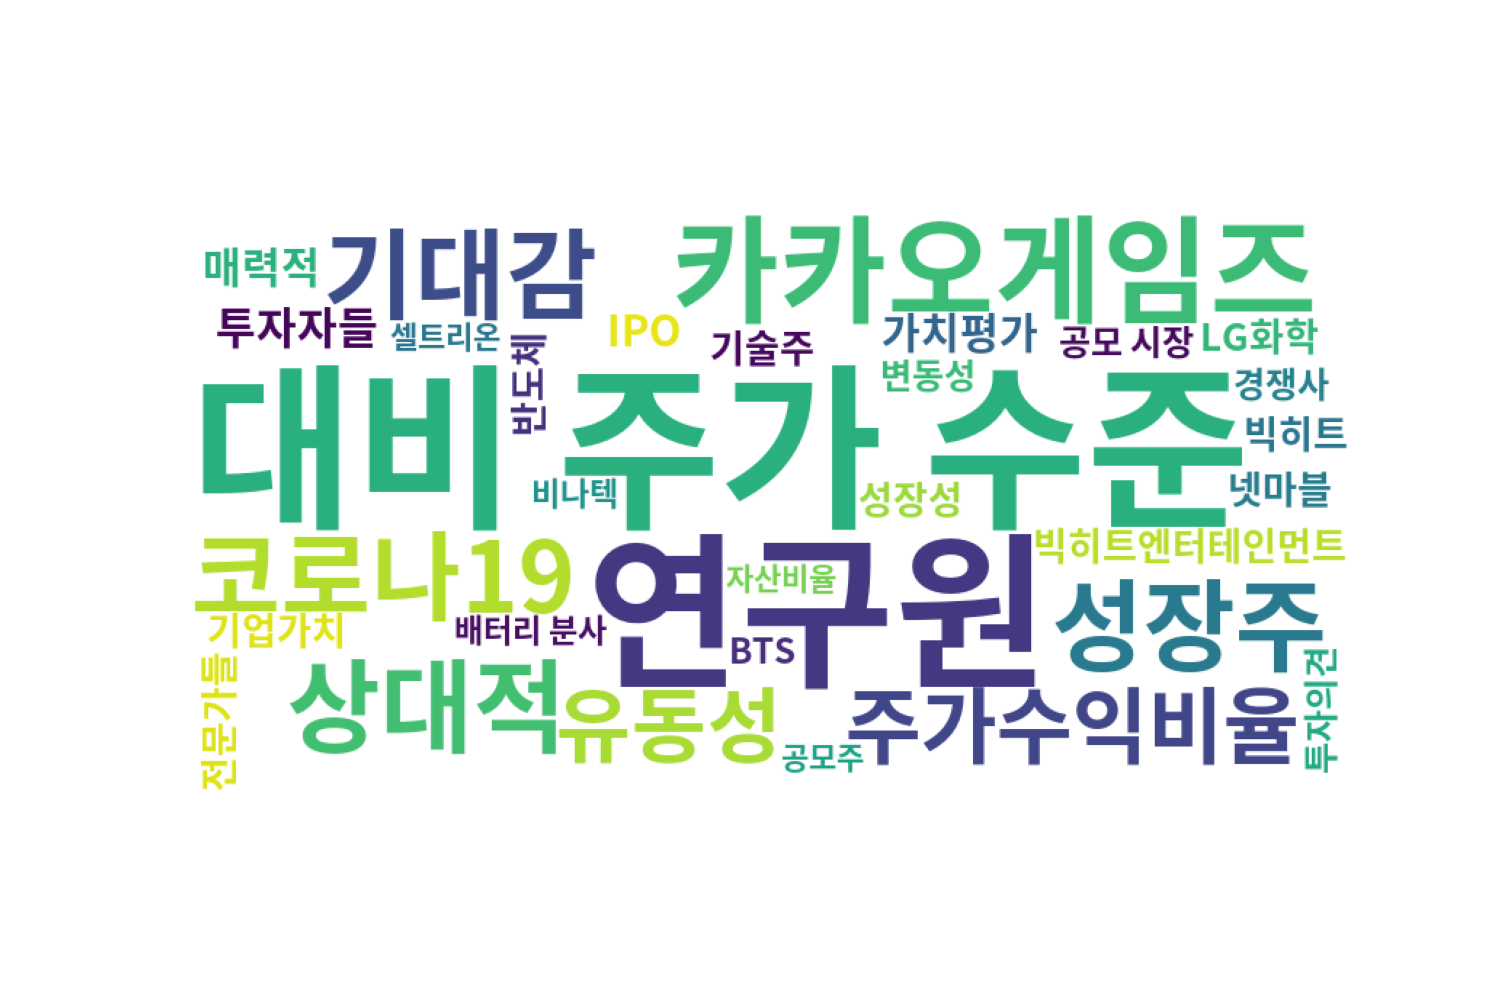 매력적
기대감
카카오게임즈
투자자들
셀트리온
반도체
IPO
기술주
가치평가
공모 시장
LG화학
변동성
경쟁사
대비 주가 수준
빅히트
비나텍
성장성
넷마블
코로나19
연구원
빅히트엔터테인먼트
자산비율
성장주
기업가치
배터리 분사
BTS
전문가들
상대적
유동성
공모주
주가수익비율
투자의견